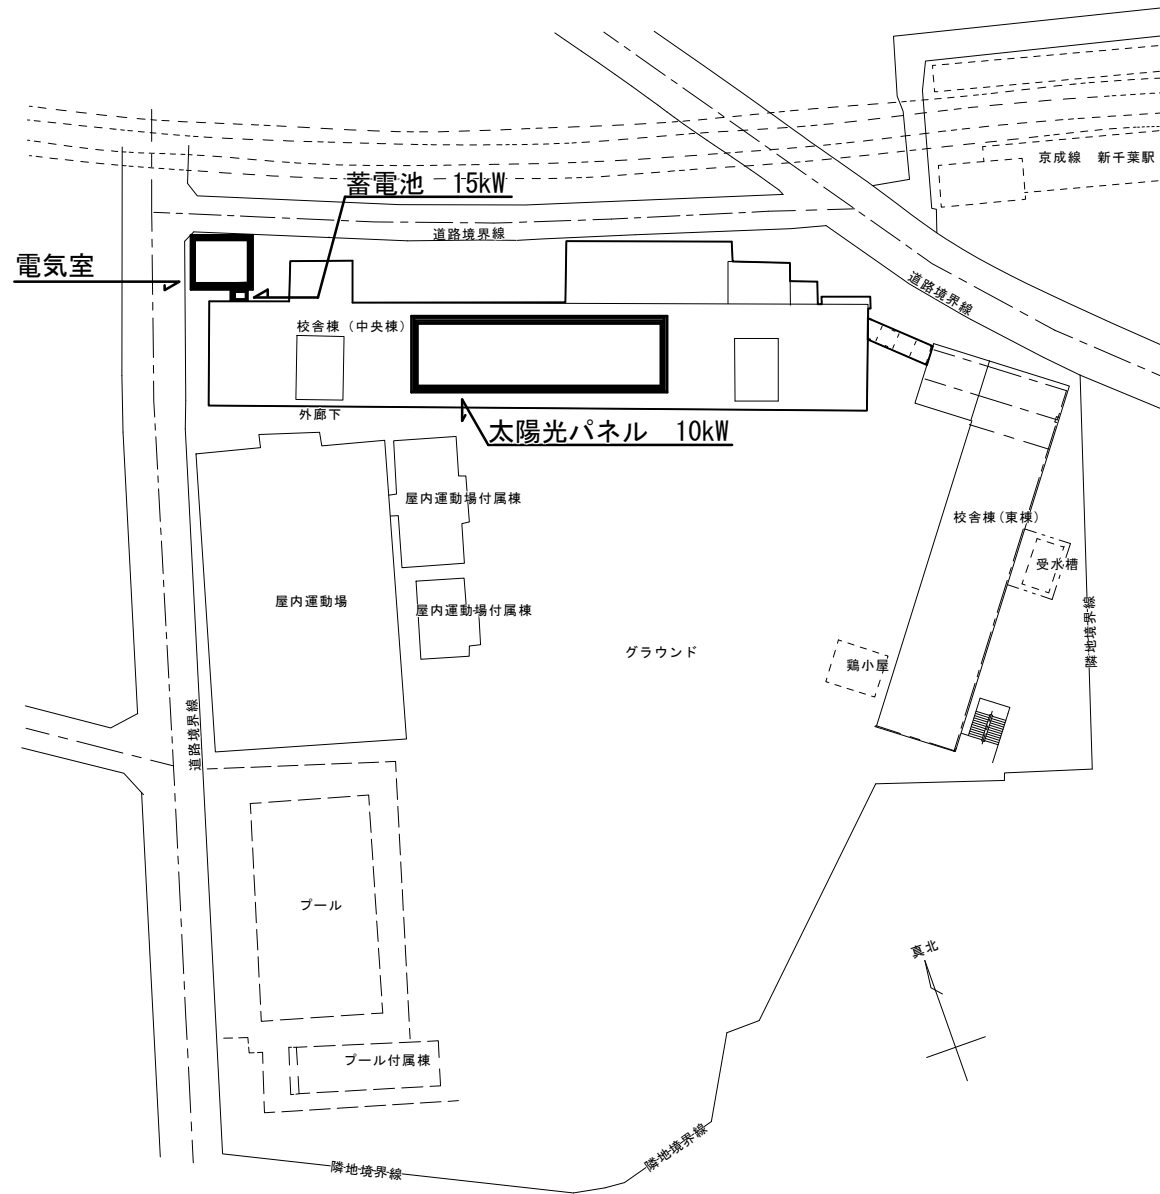 京成線 新千葉駅
蓄電池 15kW
道路境界線
電気室
道路境界線
校舎棟(中央棟)
外廊下
太陽光パネル 10kW
屋内運動場付属棟
校舎棟(東棟)
受水槽
屋内運動場
屋内運動場付属棟
隣地境界線
グラウンド
鶏小屋
道路境界線
プール
真北
プール付属棟
隣地境界線
隣地境界線